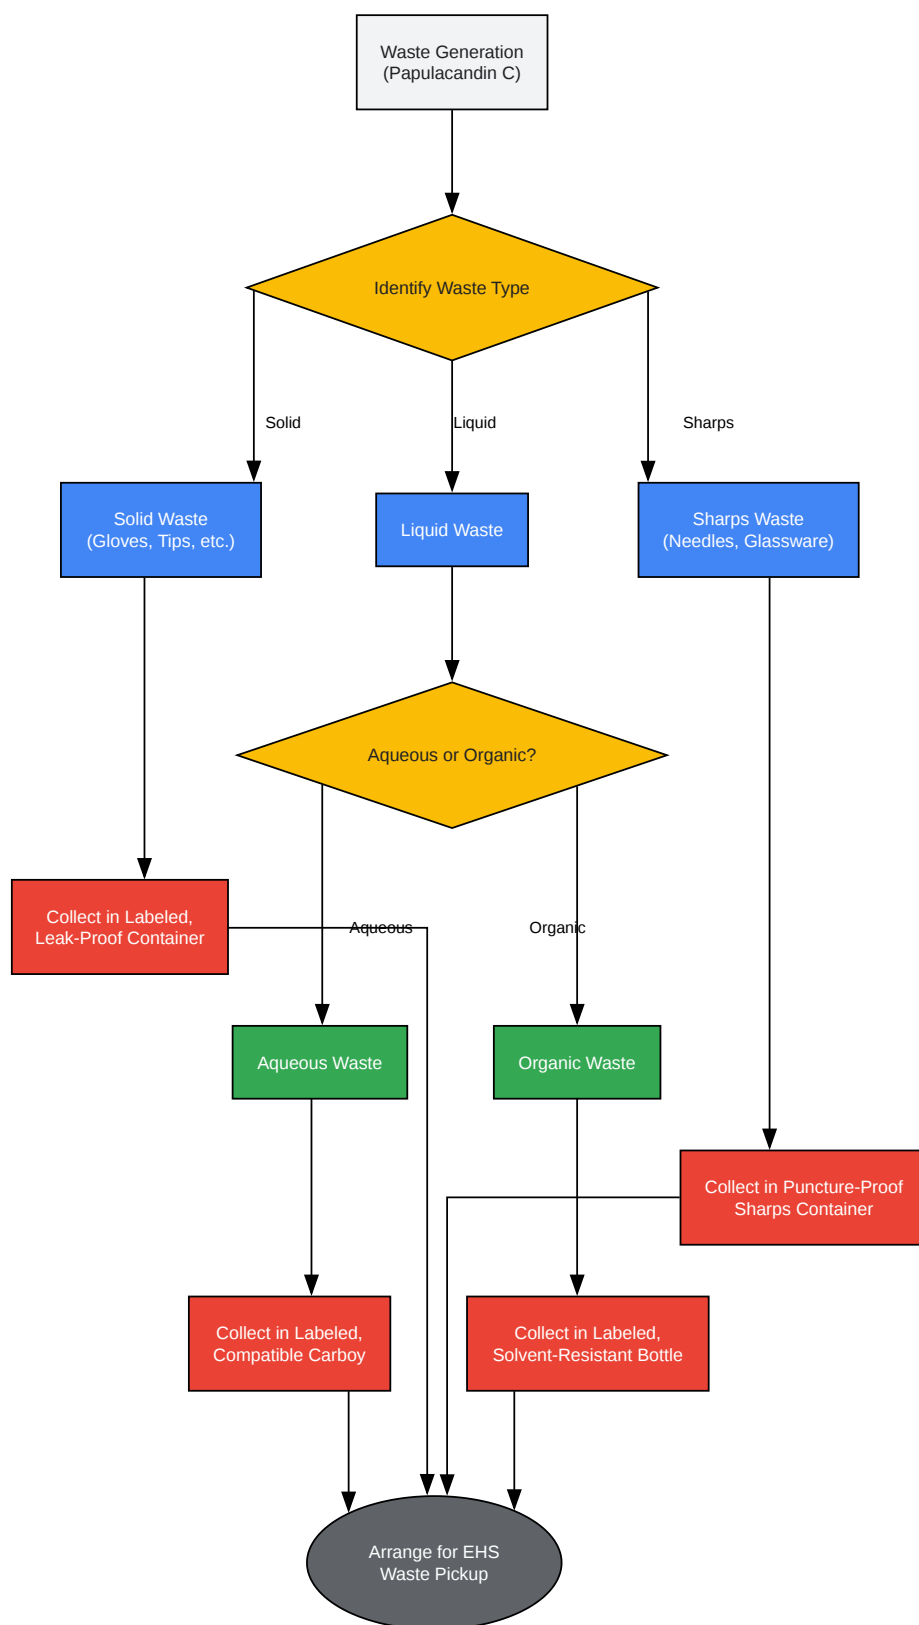 Waste Generation
(Papulacandin C)
Identify Waste Type
Solid
Liquid
Sharps
Solid Waste
(Gloves, Tips, etc.)
Liquid Waste
Sharps Waste
(Needles, Glassware)
Aqueous or Organic?
Collect in Labeled,
Leak-Proof Container
Aqueous
Organic
Aqueous Waste
Organic Waste
Collect in Puncture-Proof
Sharps Container
Collect in Labeled,
Compatible Carboy
Collect in Labeled,
Solvent-Resistant Bottle
Arrange for EHS
Waste Pickup